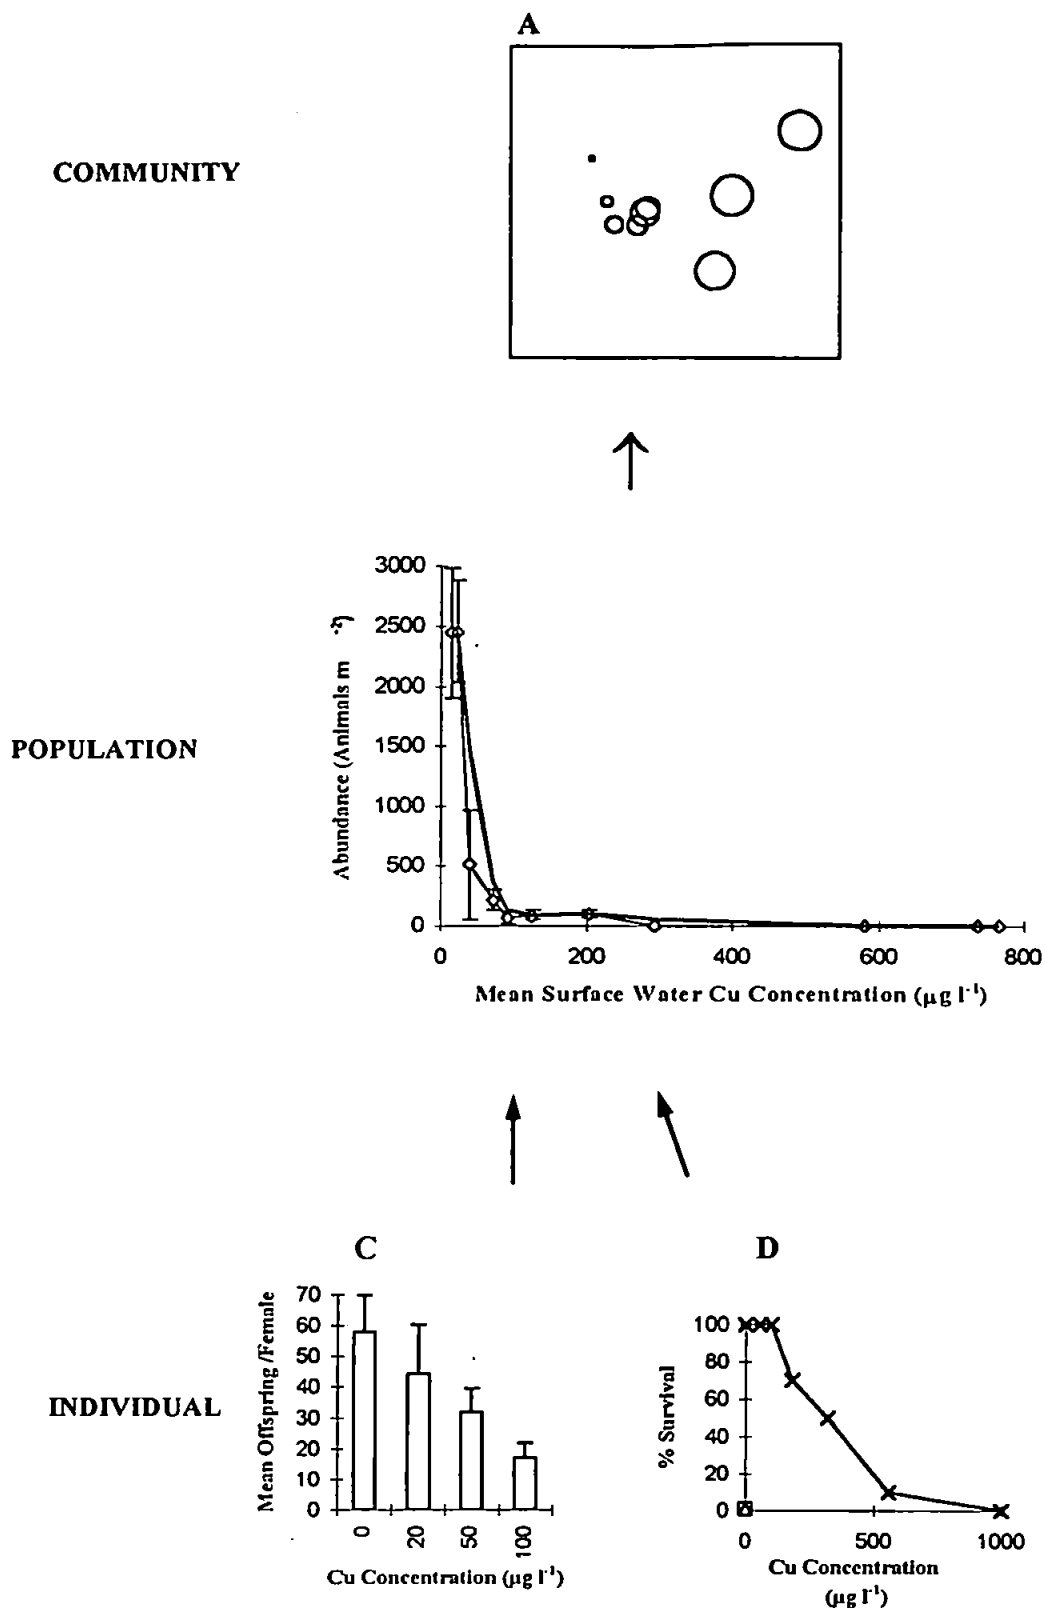 A
COMMUNITY
3000
2500
2000
1500
1000
500
0
Abundance (Animals m -2)
POPULATION
0 200 400 600 800
Mean Surface Water Cu Concentration (µg l-1)
C
D
INDIVIDUAL
70
60
50
40
30
20
10
0
Mean Offspring /Female
0 20 50 100
Cu Concentration (µg l-1)
100
80
60
40
20
0
% Survival
0 500 1000
Cu Concentration
(µg l-1)